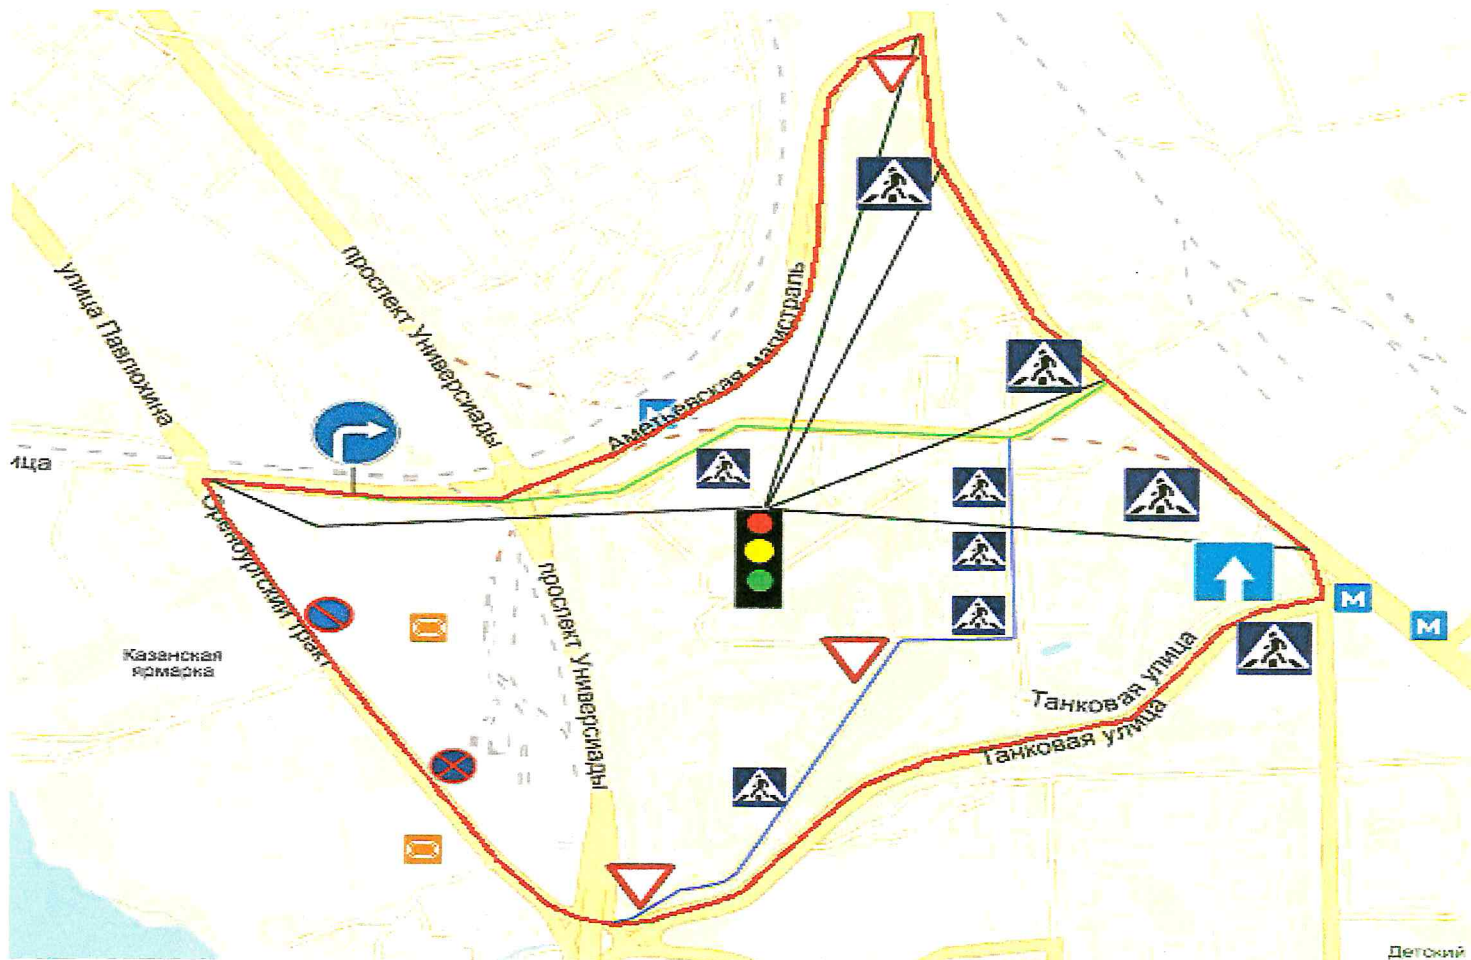 проспект Универсиады
улица Павлюхина
Аметьевская магистраль
M
ица
Оренбургский тракт
проспект Универсиады
Казанская
ярмарка
M
M
Танковая улица
Танковая улица
Детский